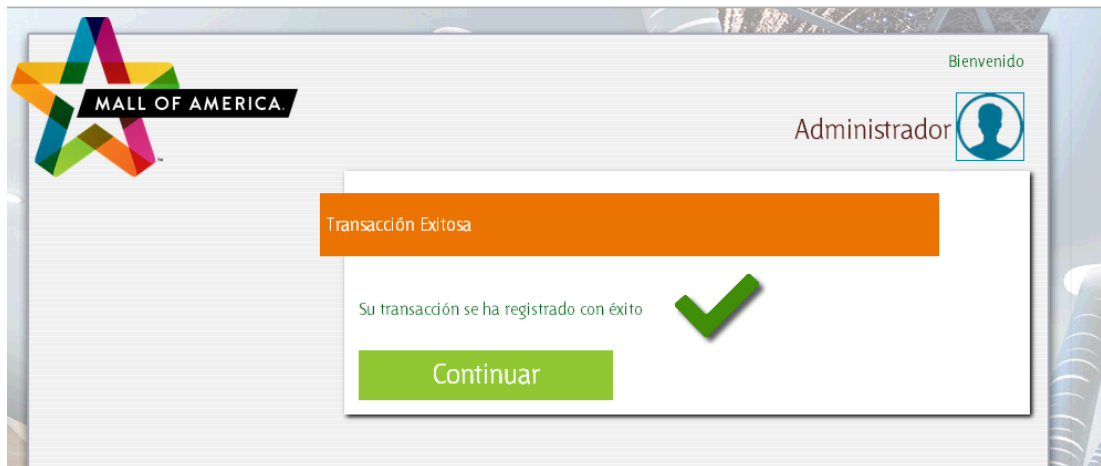 Bienvenido
MALL OF AMERICA.
Administrador
Transacción Exitosa
Su transacción se ha registrado con éxito
Continuar